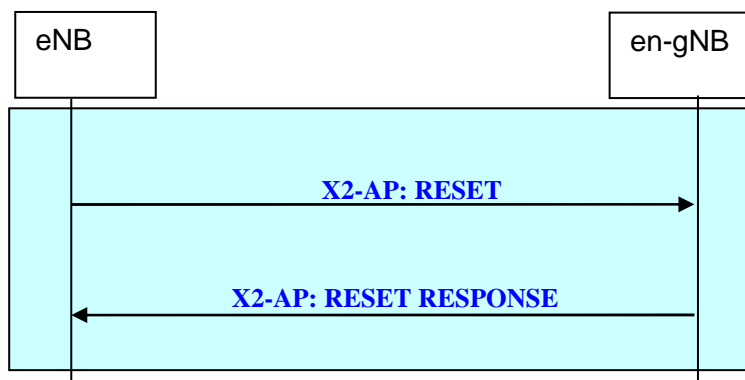 eNB
en-gNB
X2-AP: RESET
X2-AP: RESET RESPONSE